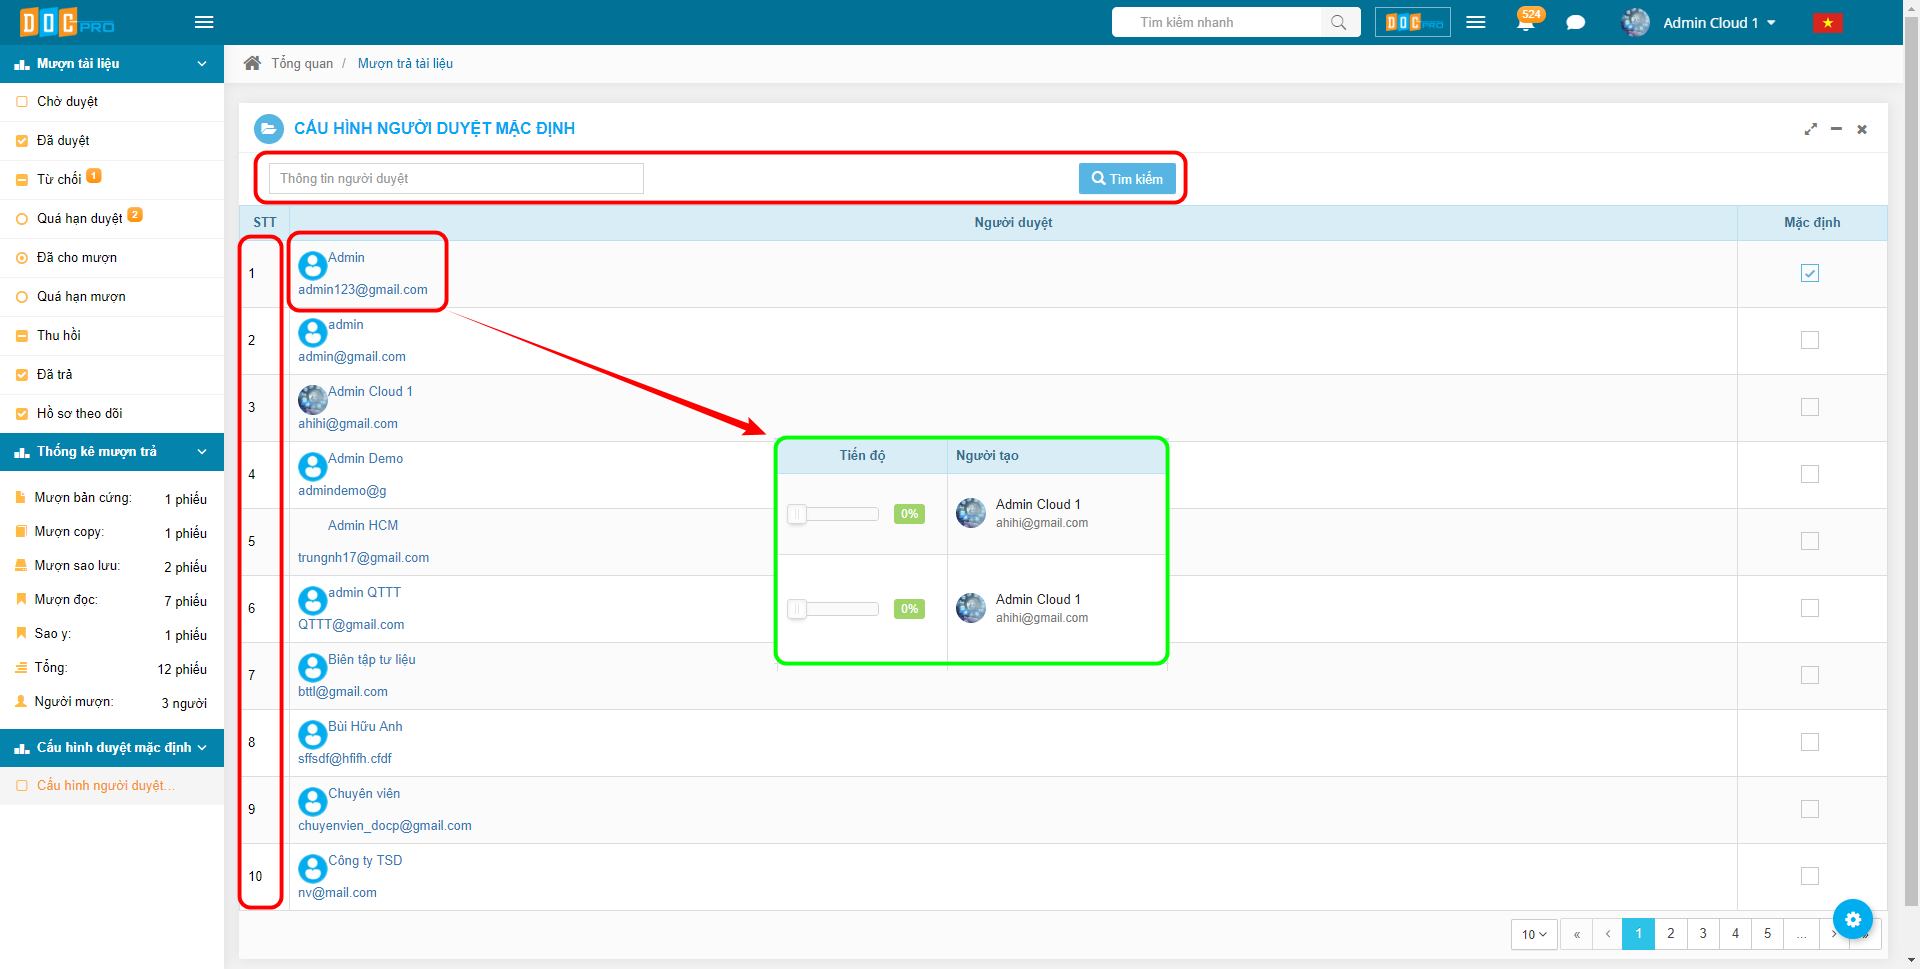 DOC PRO
Tìm kiếm nhanh
DOC PRO
524
Admin Cloud 1
Mượn tài liệu
Chờ duyệt
Đã duyệt
Từ chối 1
Quá hạn duyệt 2
Đã cho mượn
Quá hạn mượn
Thu hồi
Đã trả
Hồ sơ theo dõi
Thống kê mượn trả
Mượn bản cứng: 1 phiếu
Mượn copy: 1 phiếu
Mượn sao lưu: 2 phiếu
Mượn đọc: 7 phiếu
Sao y: 1 phiếu
Tổng: 12 phiếu
Người mượn: 3 người
Cấu hình duyệt mặc định
Cấu hình người duyệt...
Tổng quan / Mượn trả tài liệu
CẤU HÌNH NGƯỜI DUYỆT MẶC ĐỊNH
Thông tin người duyệt
Tìm kiếm
STT Người duyệt Mặc định
1 Admin
admin123@gmail.com
2 admin
admin@gmail.com
3 Admin Cloud 1
ahihi@gmail.com
4 Admin Demo
admindemo@g
5 Admin HCM
trungnh17@gmail.com
6 admin QTTT
QTTT@gmail.com
7 Biên tập tư liệu
bttl@gmail.com
8 Bùi Hữu Anh
sffsdf@hfifh.cfdf
9 Chuyên viên
chuyenvien_docp@gmail.com
10 Công ty TSD
nv@mail.com
Tiến độ Người tạo
0% Admin Cloud 1
ahihi@gmail.com
0% Admin Cloud 1
ahihi@gmail.com
10 « ‹ 1 2 3 4 5 ... › »